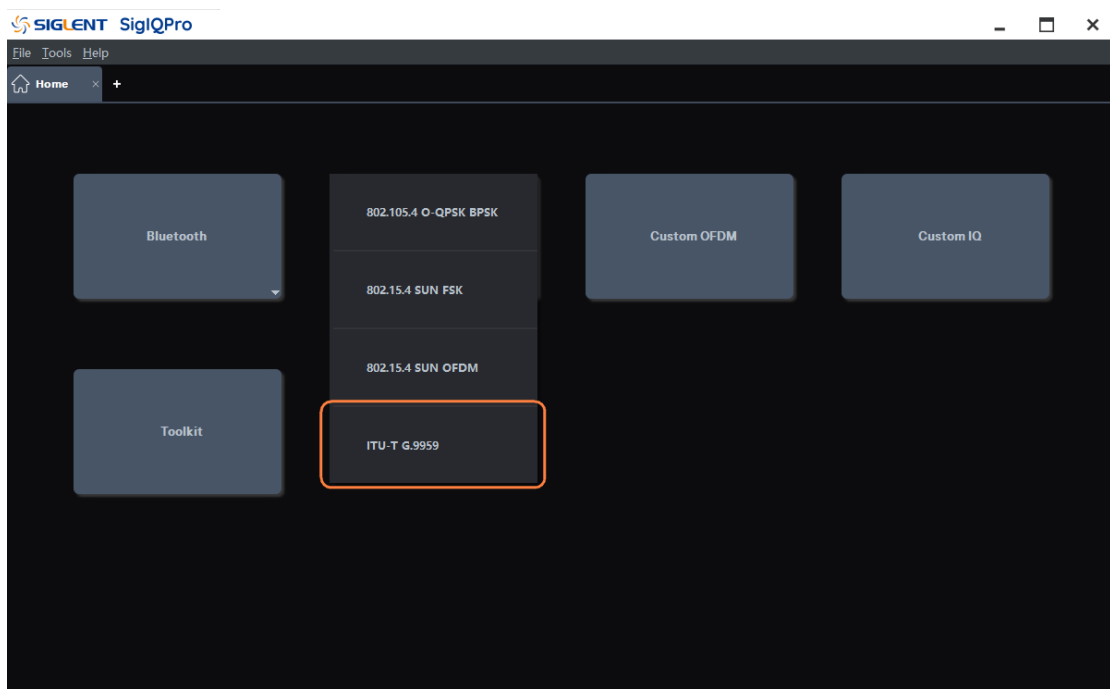 SIGLENT SigIQPro
File Tools Help
Home × +
Bluetooth
802.105.4 O-QPSK BPSK
802.15.4 SUN FSK
802.15.4 SUN OFDM
ITU-T G.9959
Custom OFDM
Custom IQ
Toolkit